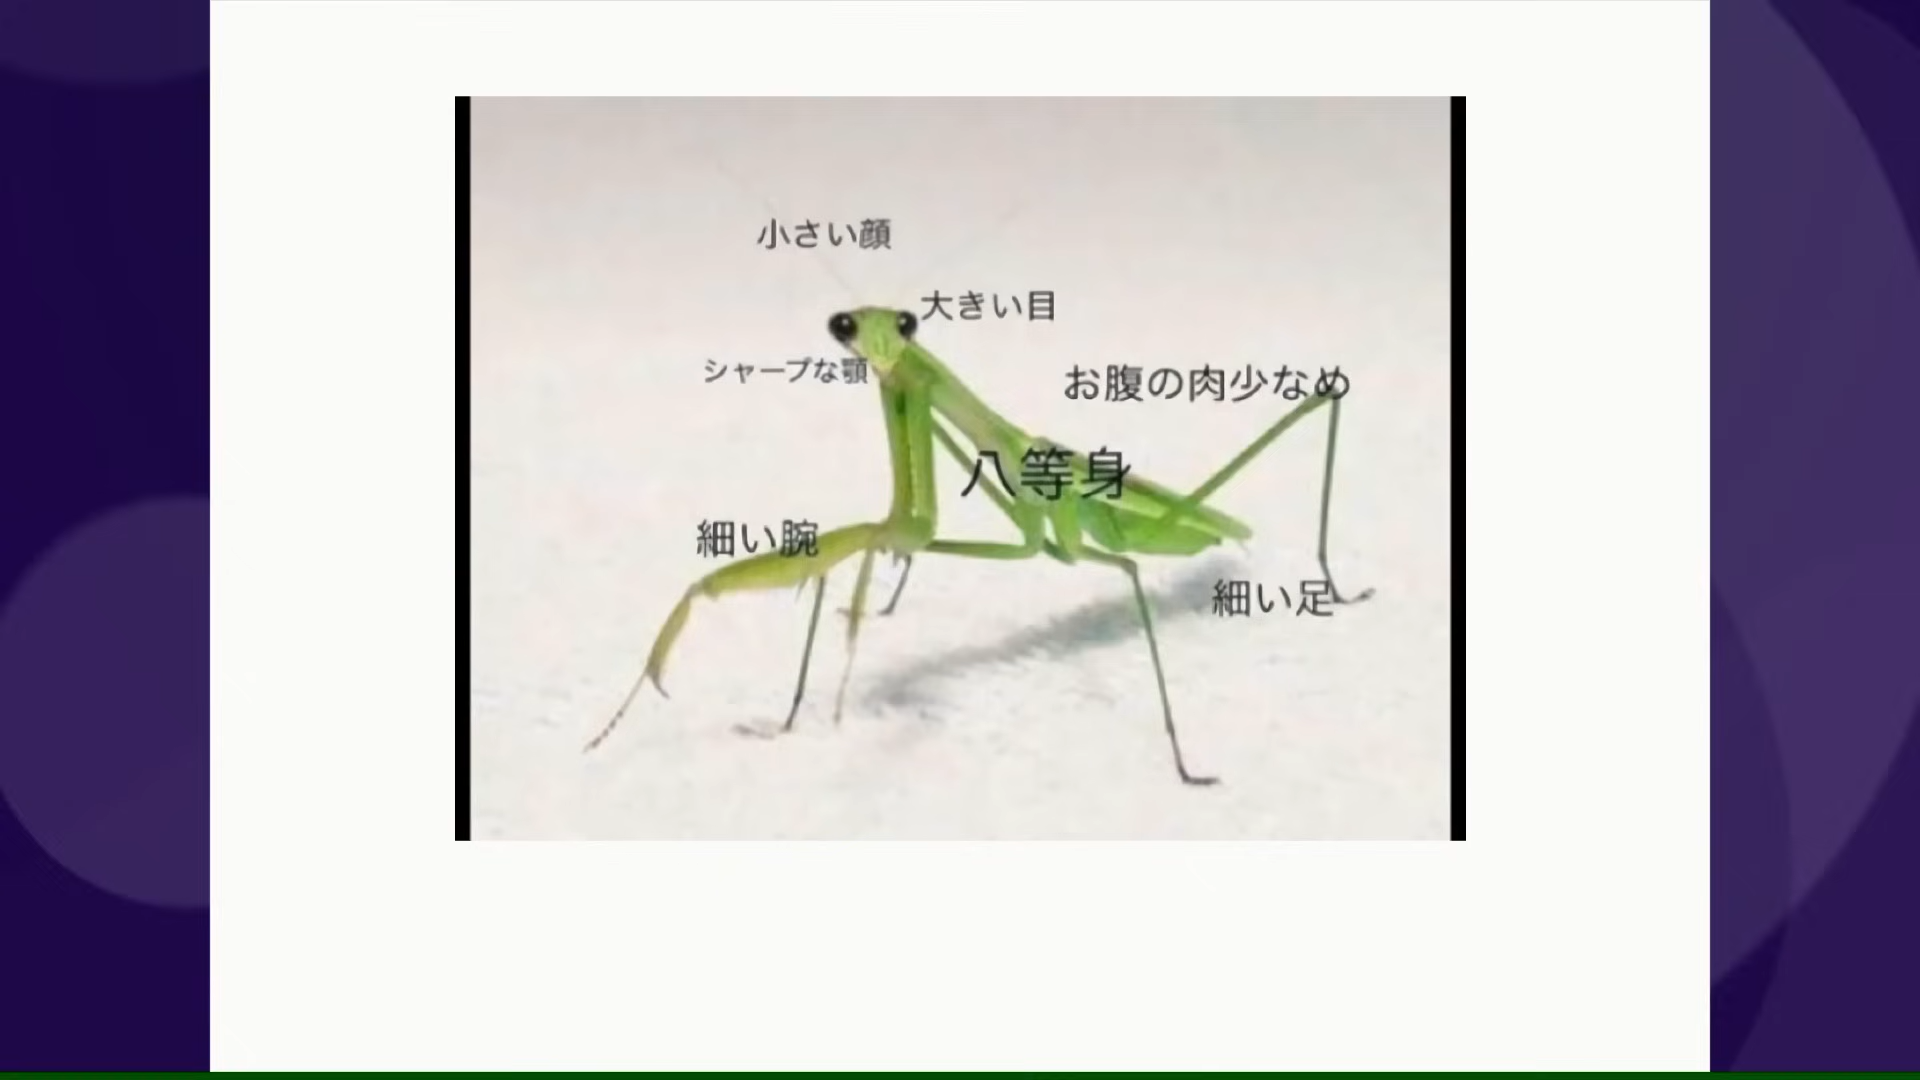 小さい顔
大きい目
シャープな顎
お腹の肉少なめ
八等身
細い腕
細い足